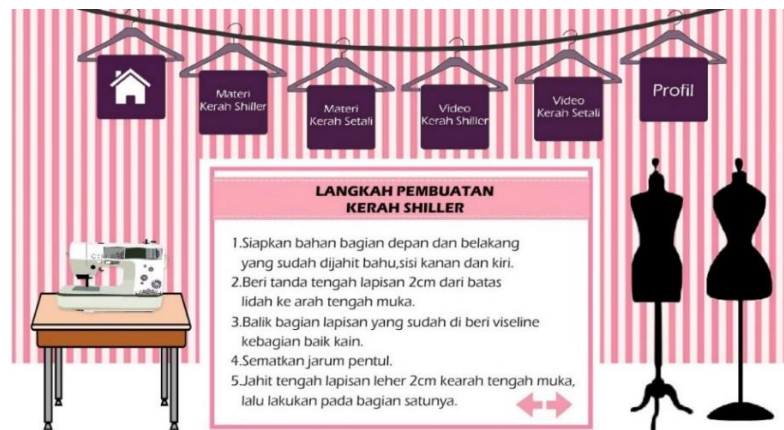 Materi
Kerah Shiller
Materi
Kerah Setali
Video
Kerah Shiller
Video
Kerah Setali
Profil
LANGKAH PEMBUATAN
KERAH SHILLER
1.Siapkan bahan bagian depan dan belakang
yang sudah dijahit bahu,sisi kanan dan kiri.
2.Beri tanda tengah lapisan 2cm dari batas
lidah ke arah tengah muka.
3.Balik bagian lapisan yang sudah di beri viseline
kebagian baik kain.
4.Sematkan jarum pentul.
5.Jahit tengah lapisan leher 2cm kearah tengah muka,
lalu lakukan pada bagian satunya.